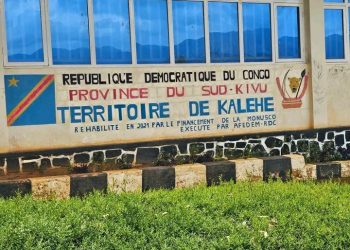 REPUBLIQUE DEMOCRATIQUE DU CONGO
PROVINCE DU SUD-KIVU
TERRITOIRE DE KALEHE
REHABILITE EN 2021 PAR LE FINANCEMENT DE LA MONUSCO
EXECUTE PAR AFEDEM-RDC